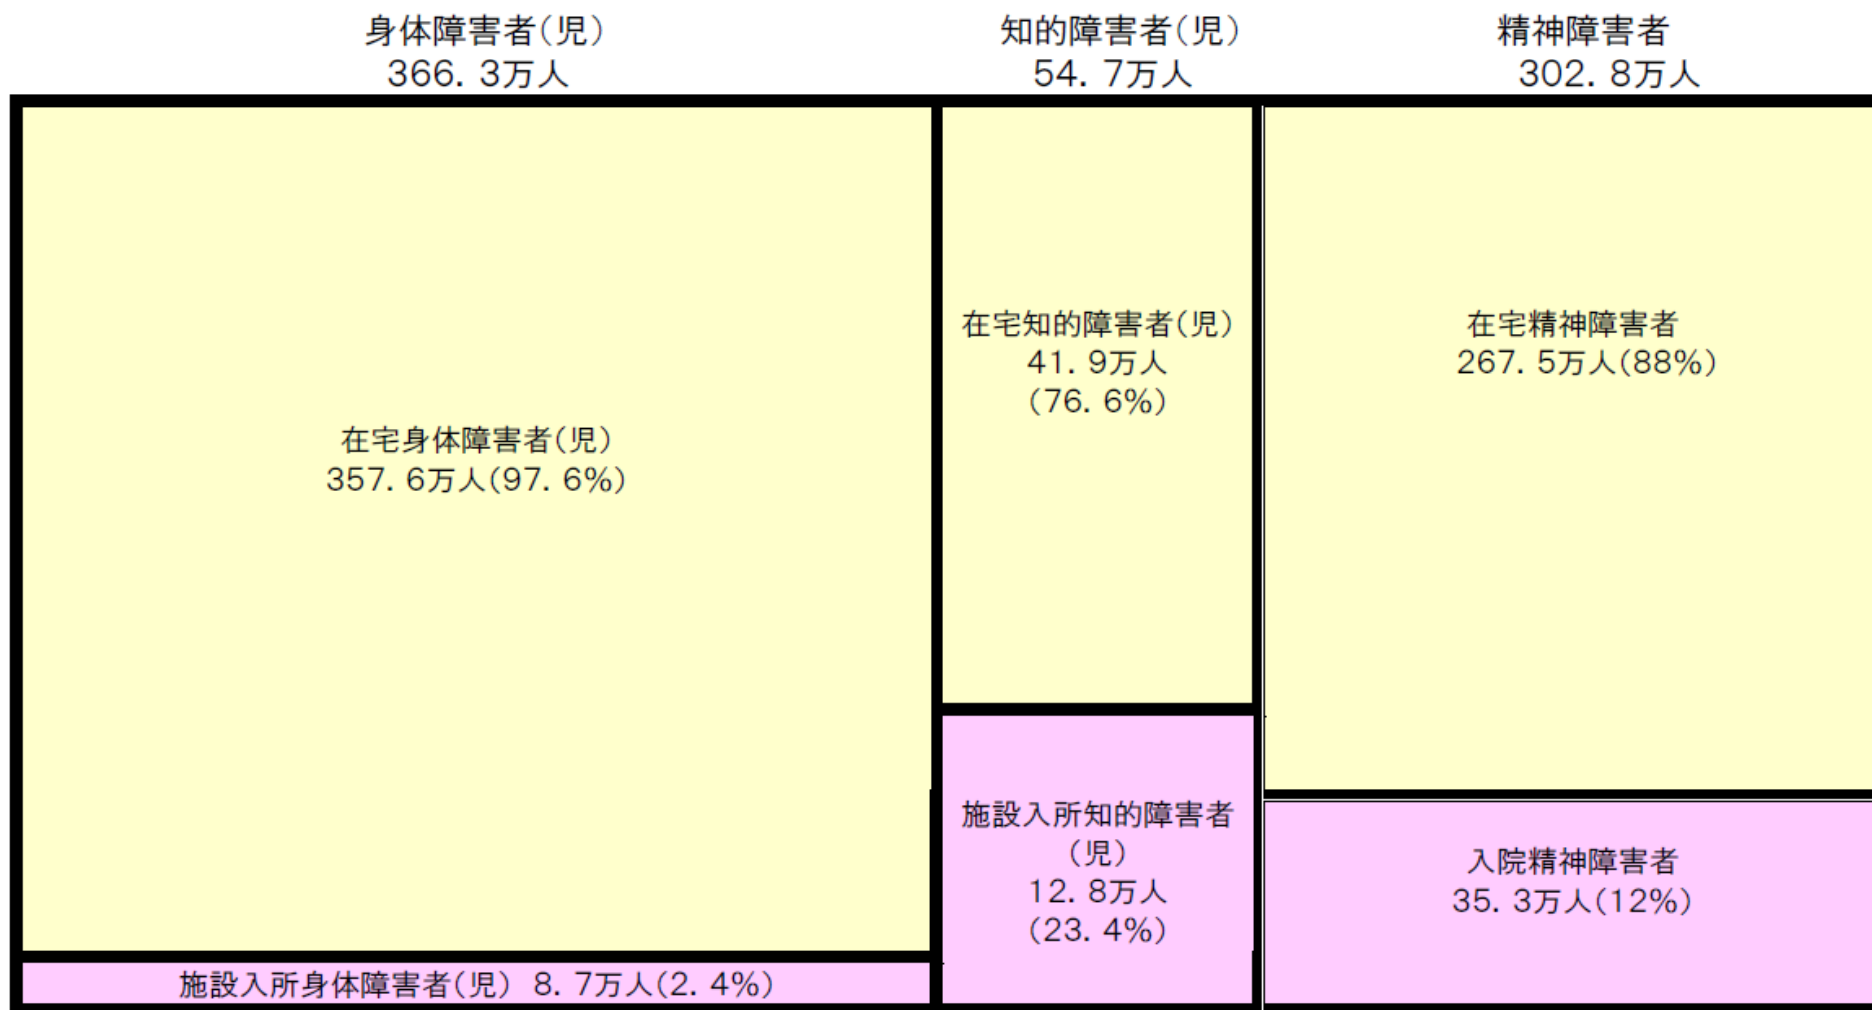 身体障害者(児)
366. 3万人
知的障害者(児)
54. 7万人
精神障害者
302. 8万人
在宅身体障害者(児)
357. 6万人(97. 6%)
施設入所身体障害者(児) 8. 7万人(2. 4%)
在宅知的障害者(児)
41. 9万人
(76. 6%)
施設入所知的障害者
(児)
12. 8万人
(23. 4%)
在宅精神障害者
267. 5万人(88%)
入院精神障害者
35. 3万人(12%)